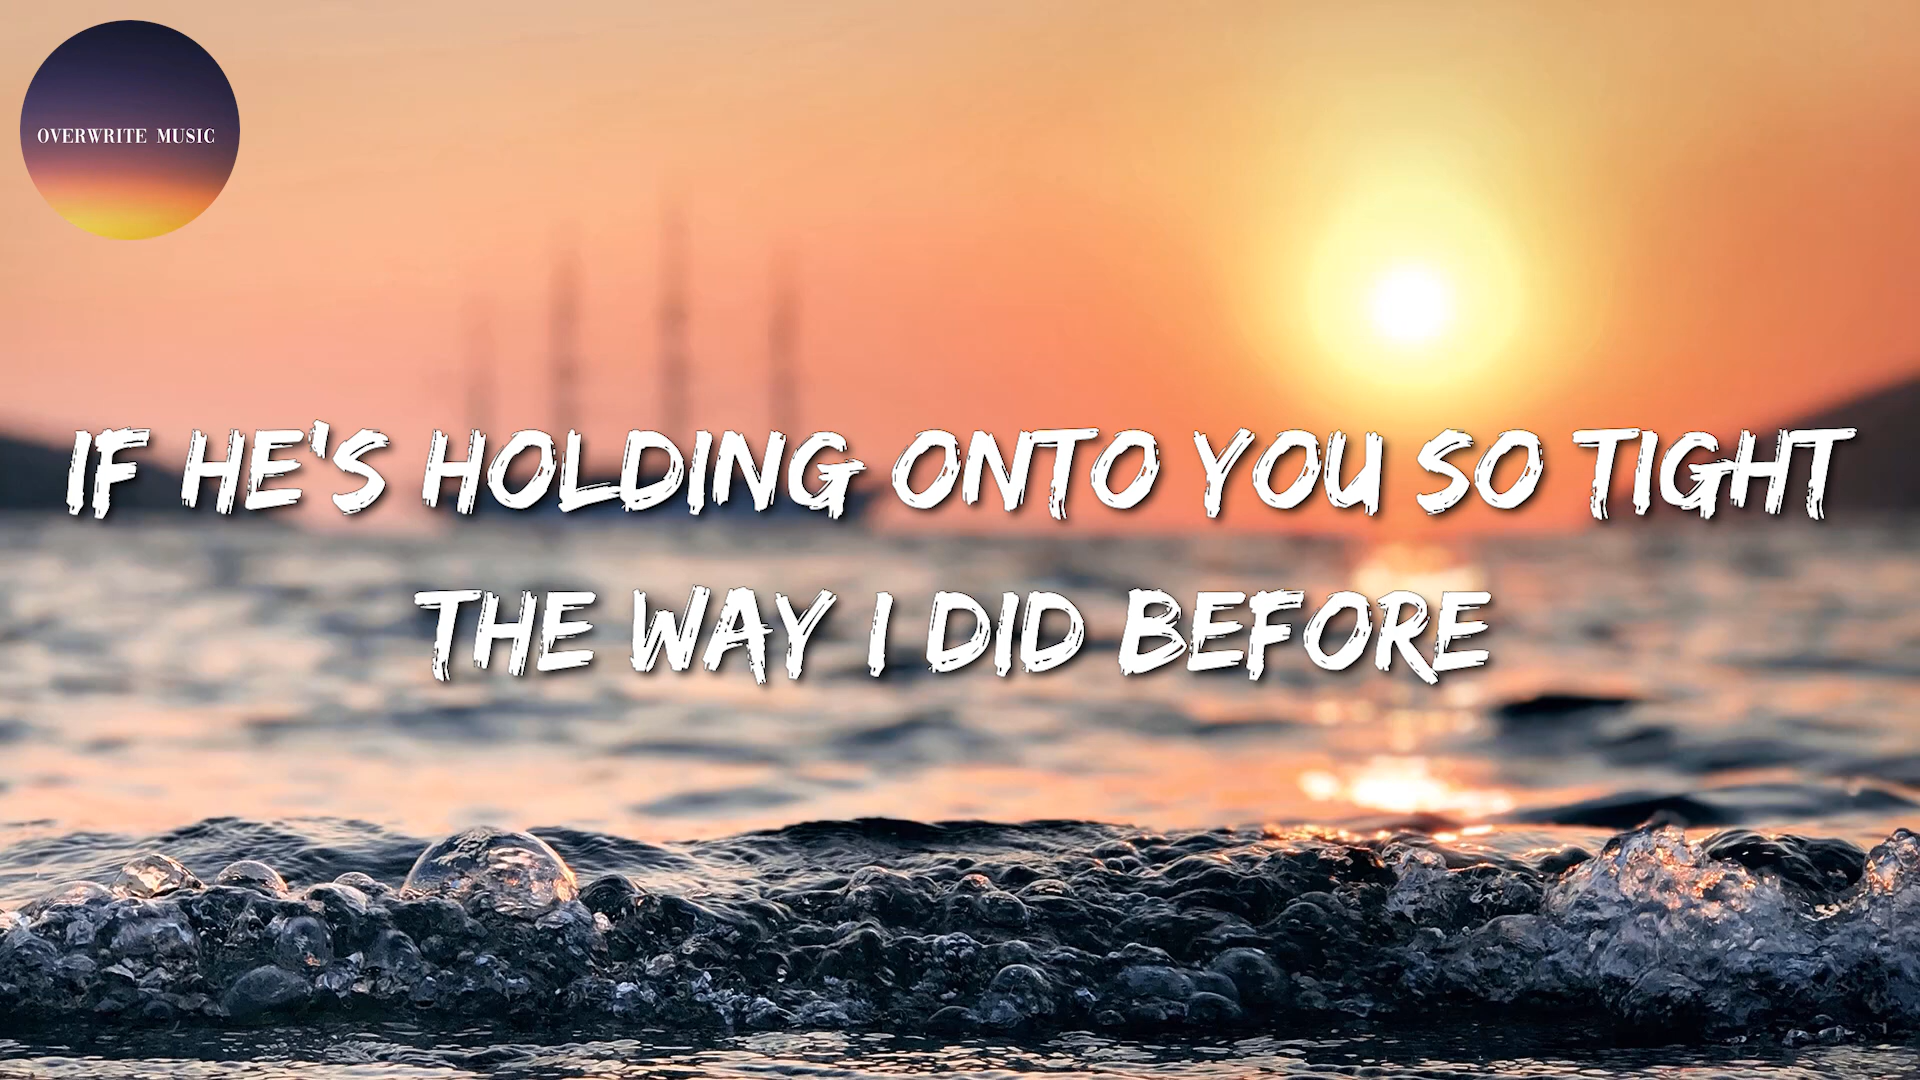 OVERWRITE MUSIC
IF HE'S HOLDING ONTO YOU SO TIGHT
THE WAY I DID BEFORE